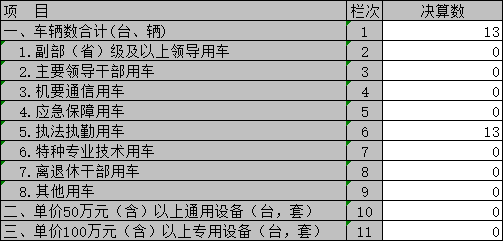 项 目 栏次 决算数
一、车辆数合计(台、辆) 1 13
1.副部（省）级及以上领导用车 2 0
2.主要领导干部用车 3 0
3.机要通信用车 4 0
4.应急保障用车 5 0
5.执法执勤用车 6 13
6.特种专业技术用车 7 0
7.离退休干部用车 8 0
8.其他用车 9 0
二、单价50万元（含）以上通用设备（台，套） 10 0
三、单价100万元（含）以上专用设备（台，套） 11 0